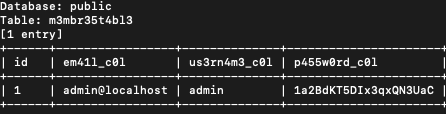 Database: public
Table: m3mbr35t4bl3
[1 entry]
+------+-----------------+-------------+----------------------+
| id | em41l_c0l | us3rn4m3_c0l | p455w0rd_c0l |
+------+-----------------+-------------+----------------------+
| 1 | admin@localhost | admin | 1a2BdKT5DIx3qxQN3UaC |
+------+-----------------+-------------+----------------------+